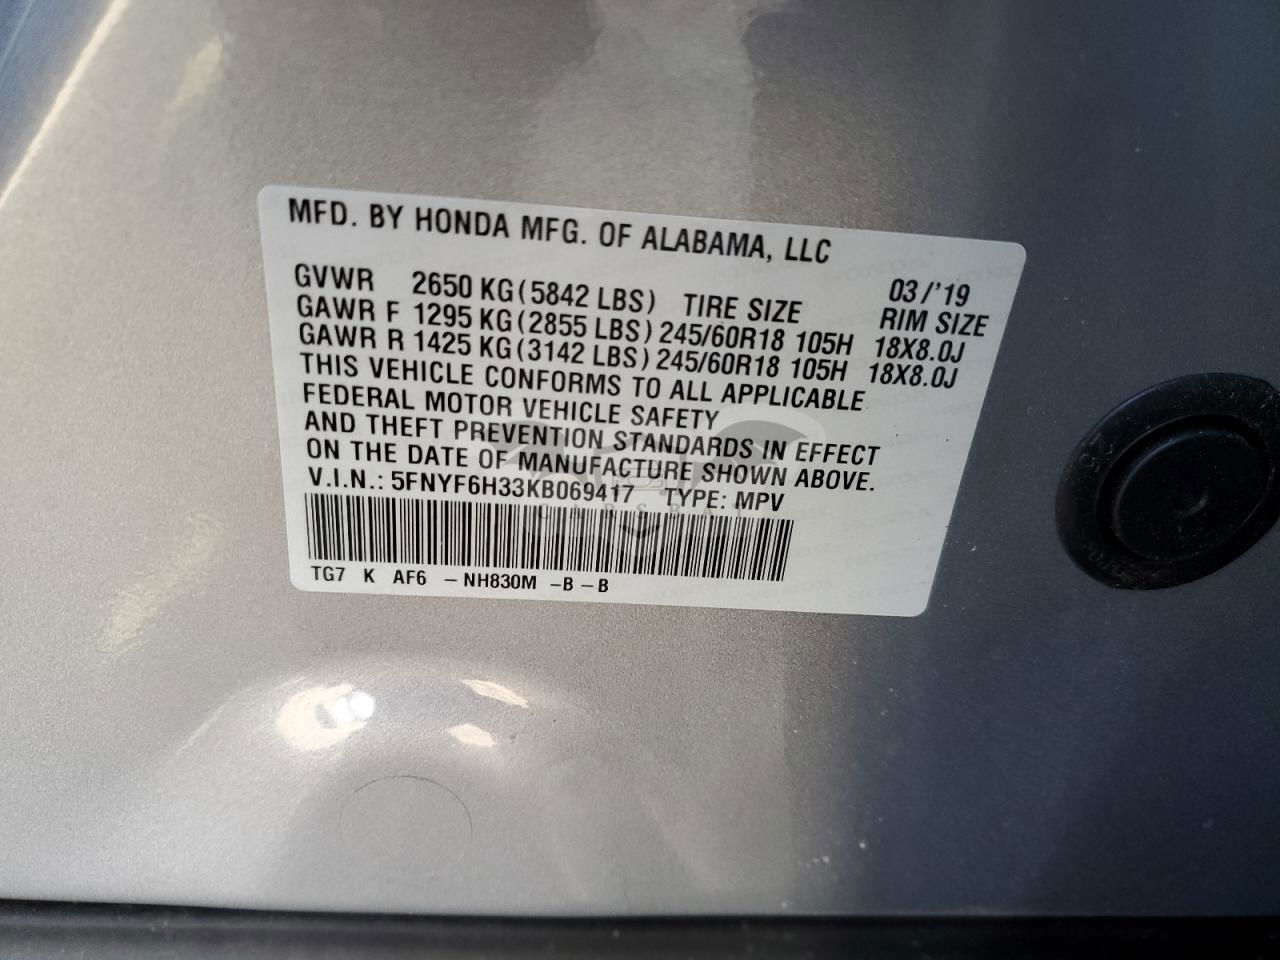 MFD. BY HONDA MFG. OF ALABAMA, LLC
03/'19
GVWR 2650 KG (5842 LBS) TIRE SIZE RIM SIZE
GAWR F 1295 KG (2855 LBS) 245/60R18 105H 18X8.0J
GAWR R 1425 KG (3142 LBS) 245/60R18 105H 18X8.0J
THIS VEHICLE CONFORMS TO ALL APPLICABLE
FEDERAL MOTOR VEHICLE SAFETY
AND THEFT PREVENTION STANDARDS IN EFFECT
ON THE DATE OF MANUFACTURE SHOWN ABOVE.
V.I.N.: 5FNYF6H33KB069417 TYPE: MPV
TG7 K AF6 – NH830M – B – B